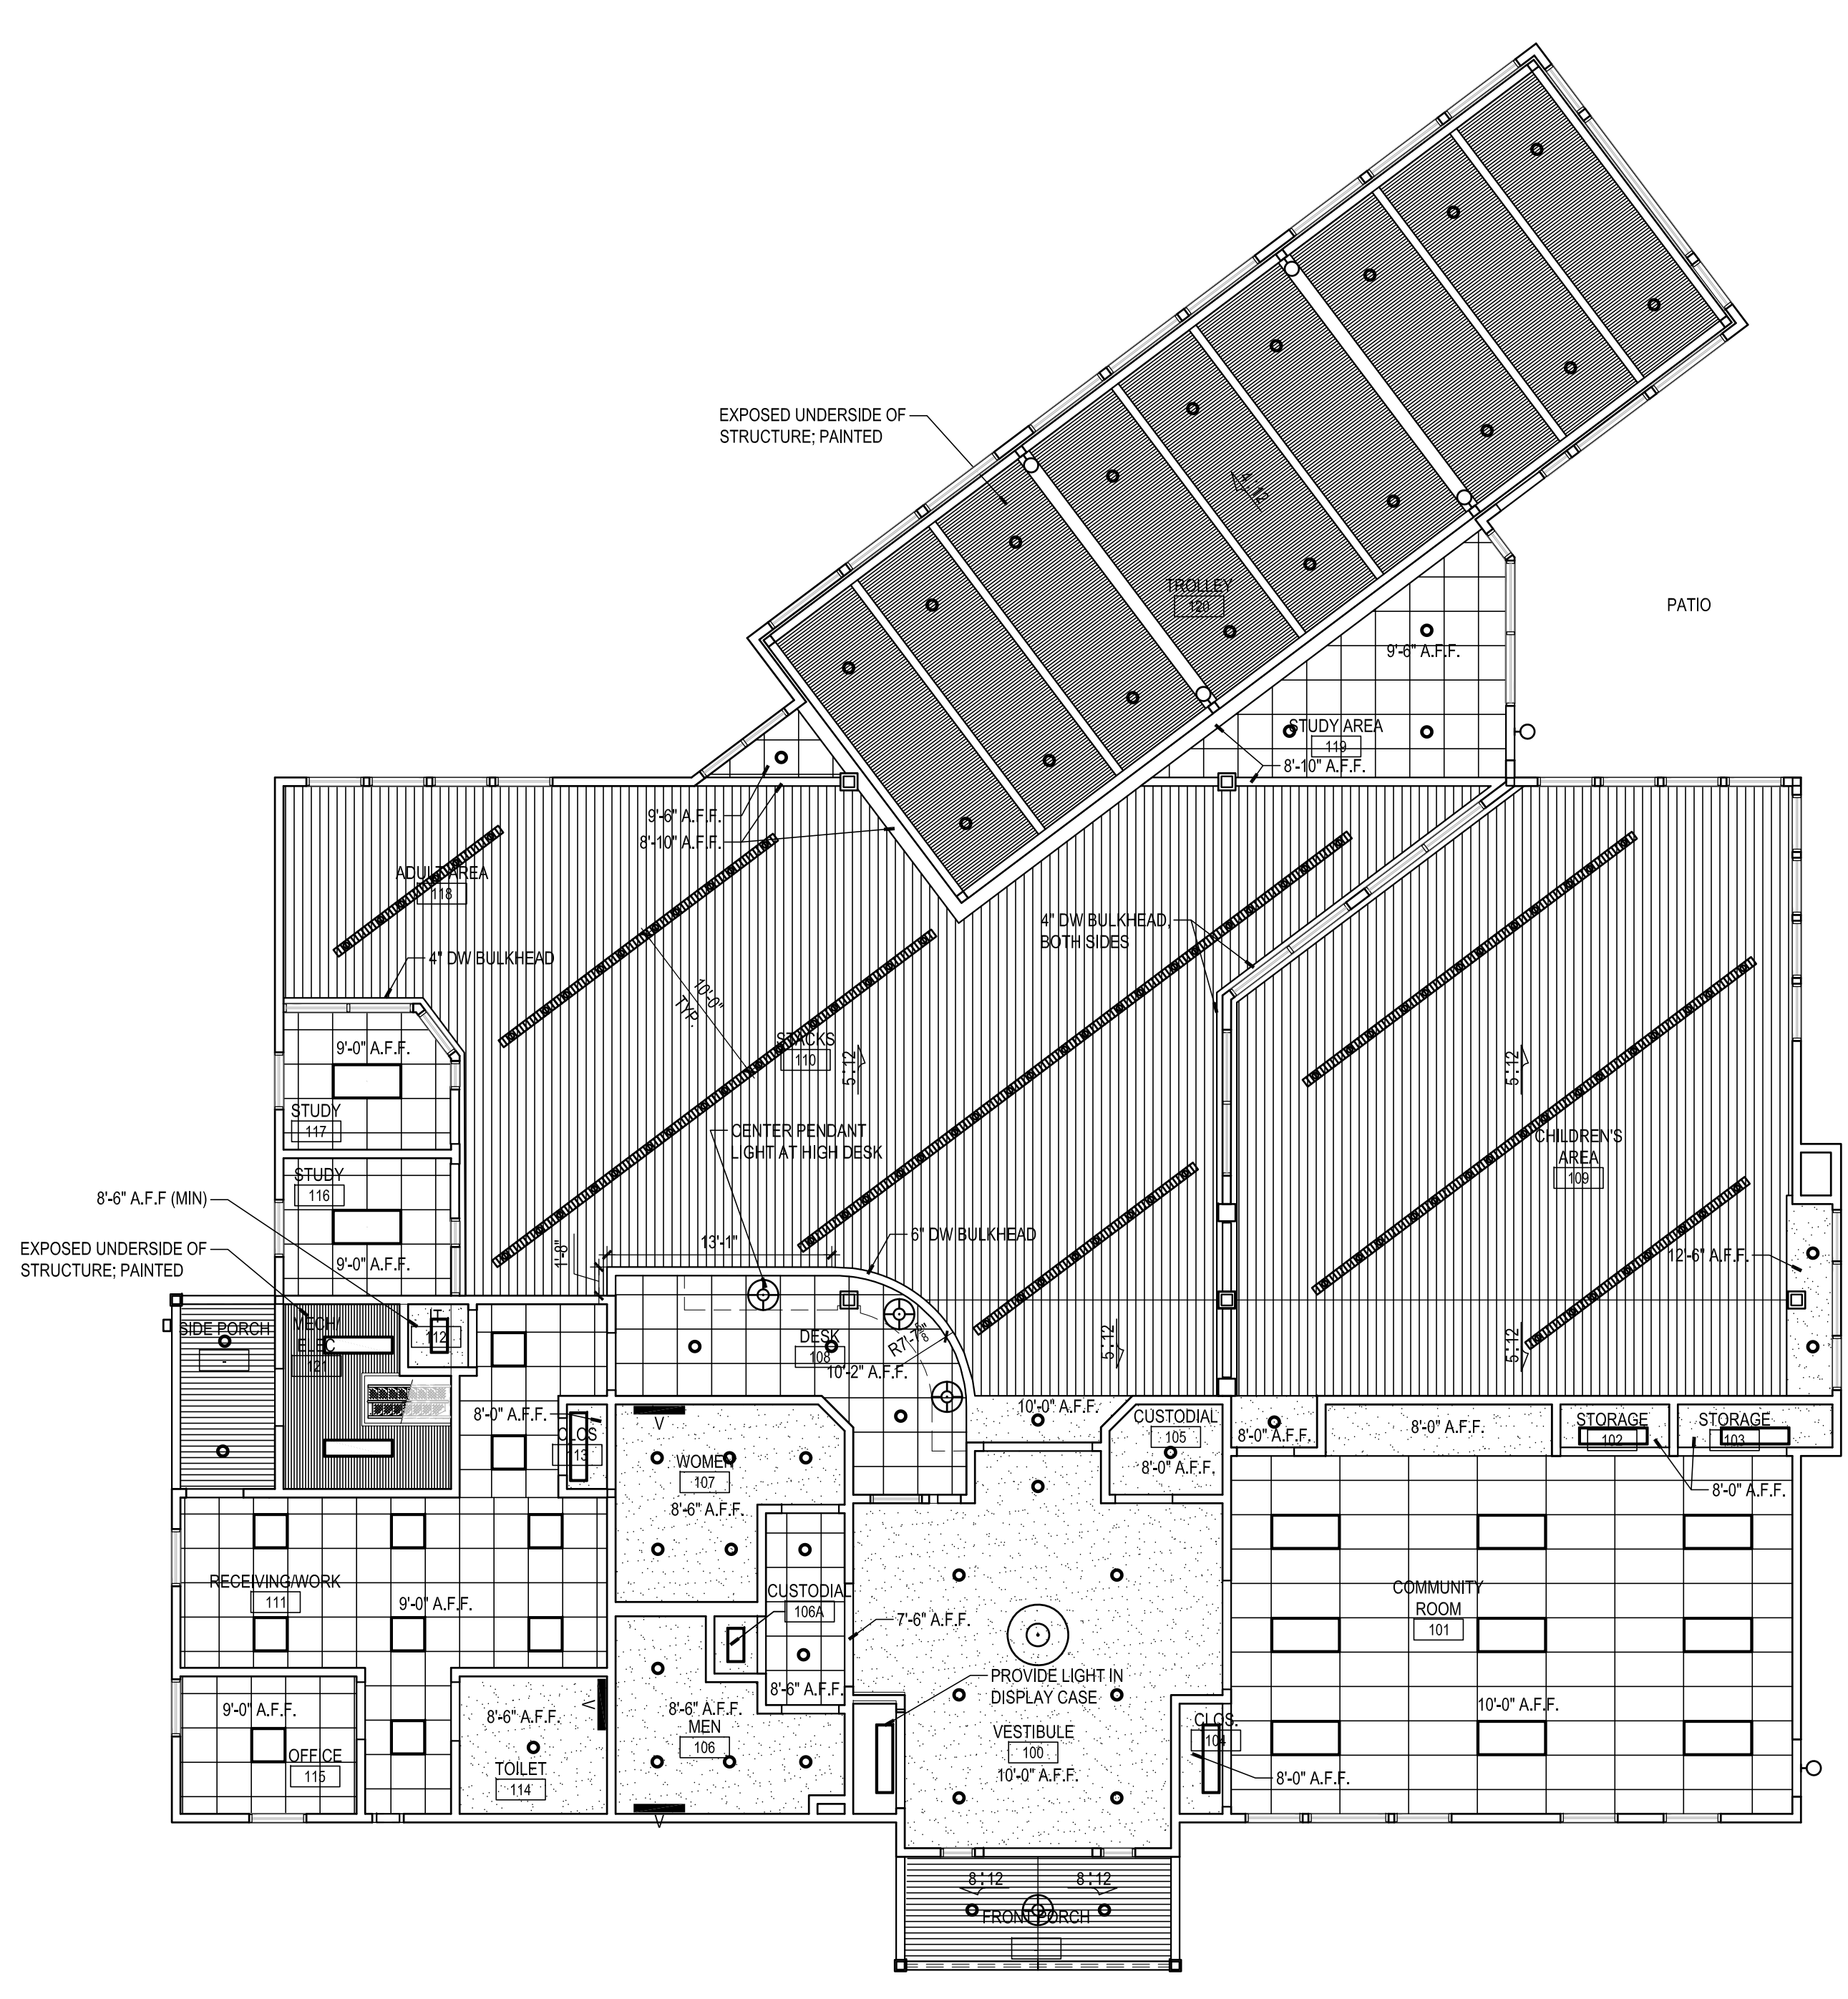 EXPOSED UNDERSIDE OF
STRUCTURE; PAINTED
4:12
TROLLEY
120
PATIO
9'-6" A.F.F.
STUDY AREA
119
8'-10" A.F.F.
9'-6" A.F.F.
8'-10" A.F.F.
ADULT AREA
118
4" DW BULKHEAD,
BOTH SIDES
4" DW BULKHEAD
10'-0"
TYP.
STACKS
110
5:12
5:12
9'-0" A.F.F.
STUDY
117
CENTER PENDANT
LIGHT AT HIGH DESK
CHILDREN'S
AREA
109
STUDY
116
8'-6" A.F.F (MIN)
9'-0" A.F.F.
EXPOSED UNDERSIDE OF
STRUCTURE; PAINTED
1'-8"
13'-1"
6" DW BULKHEAD
12'-6" A.F.F.
SIDE PORCH
-
MECH/
ELEC
121
IT
112
DESK
108
10'-2" A.F.F.
R7'-7 5/8"
5:12
5:12
8'-0" A.F.F.
CLOS
113
V
10'-0" A.F.F.
CUSTODIAL
105
8'-0" A.F.F.
8'-0" A.F.F.
8'-0" A.F.F.
STORAGE
102
STORAGE
103
8'-0" A.F.F.
WOMEN
107
8'-6" A.F.F.
RECEIVING/WORK
111
9'-0" A.F.F.
CUSTODIAL
106A
7'-6" A.F.F.
COMMUNITY
ROOM
101
10'-0" A.F.F.
8'-6" A.F.F.
PROVIDE LIGHT IN
DISPLAY CASE
9'-0" A.F.F.
OFFICE
115
8'-6" A.F.F.
V
TOILET
114
8'-6" A.F.F.
MEN
106
V
VESTIBULE
100
10'-0" A.F.F.
CLOS.
104
8'-0" A.F.F.
8:12
8:12
FRONT PORCH